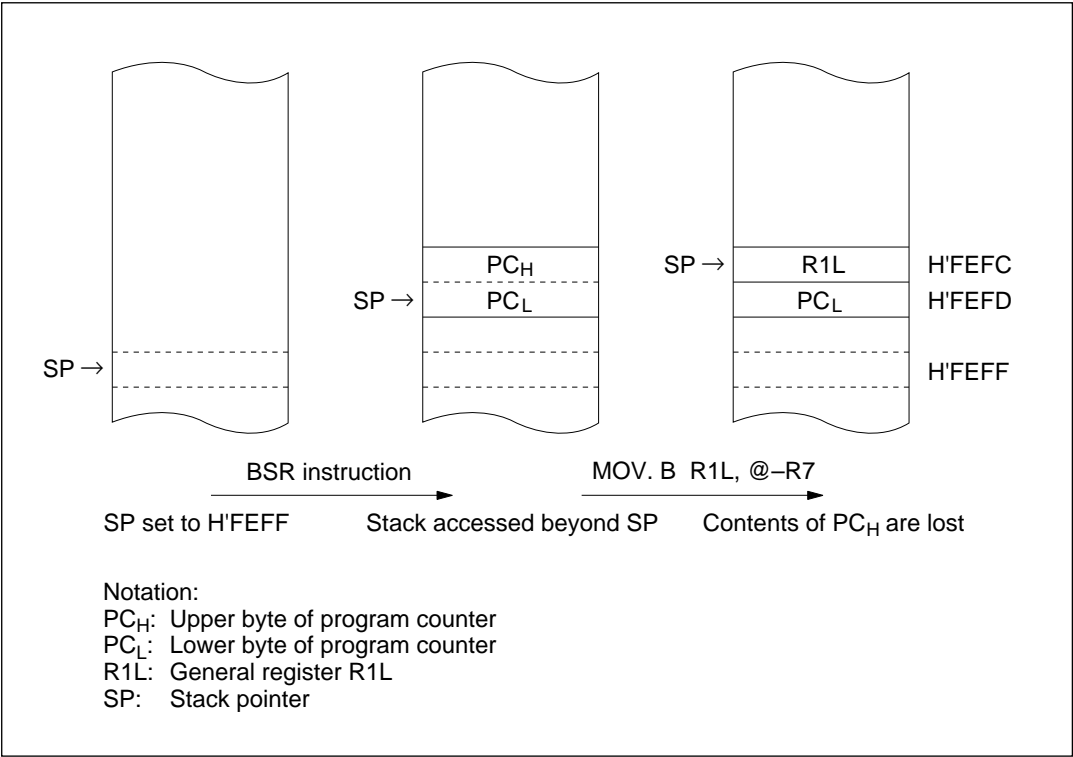 PCH
SP → R1L H'FEFC
SP → PCL PCL H'FEFD
SP → H'FEFF
BSR instruction MOV. B R1L, @–R7
SP set to H'FEFF Stack accessed beyond SP Contents of PCH are lost
Notation:
PCH: Upper byte of program counter
PCL: Lower byte of program counter
R1L: General register R1L
SP: Stack pointer